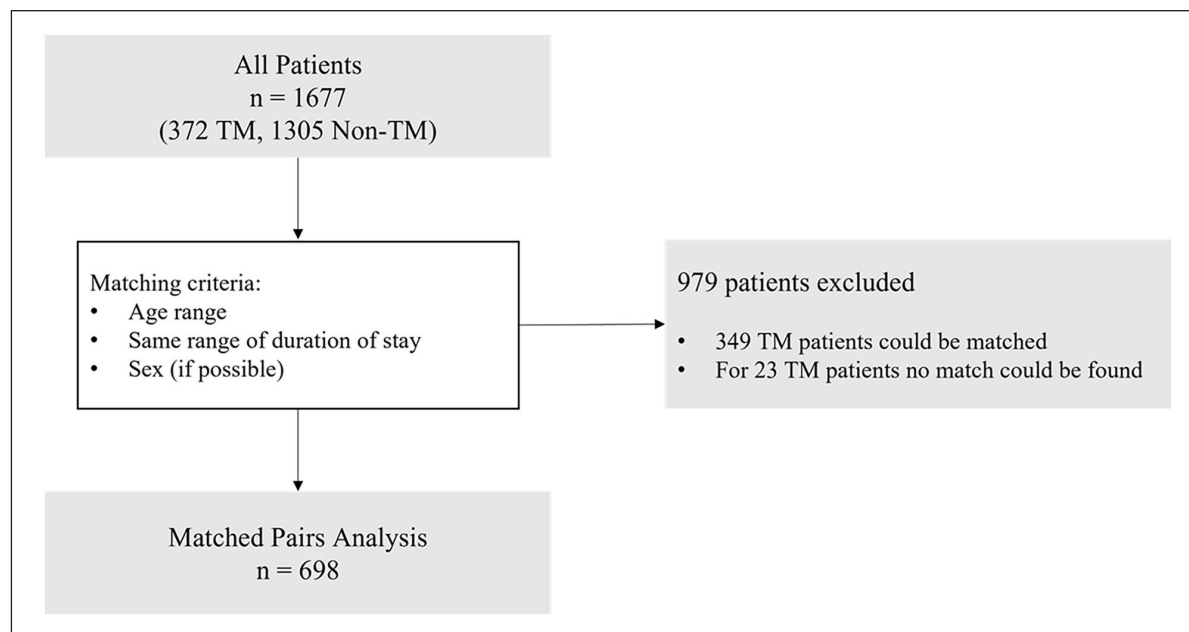 All Patients
n = 1677
(372 TM, 1305 Non-TM)
Matching criteria:
• Age range
• Same range of duration of stay
• Sex (if possible)
979 patients excluded
• 349 TM patients could be matched
• For 23 TM patients no match could be found
Matched Pairs Analysis
n = 698